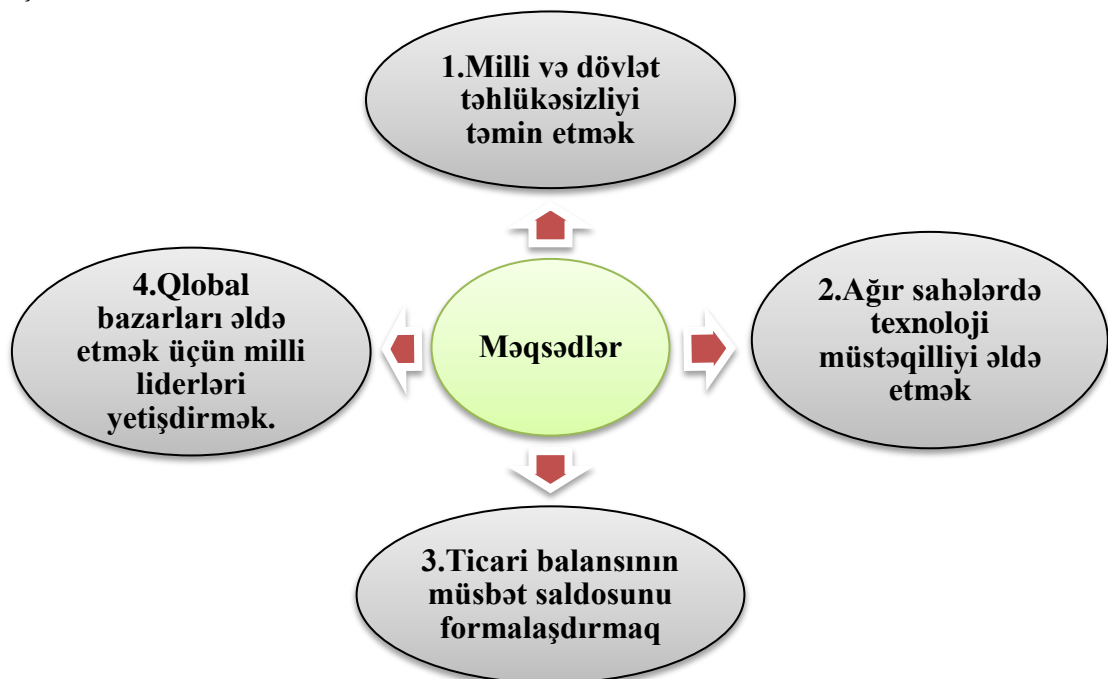 1.Milli və dövlət
təhlükəsizliyi
təmin etmək
4.Qlobal
bazarları əldə
etmək üçün milli
liderləri
yetişdirmək.
Məqsədlər
2.Ağır sahələrdə
texnoloji
müstəqilliyi əldə
etmək
3.Ticari balansının
müsbət saldosunu
formalaşdırmaq